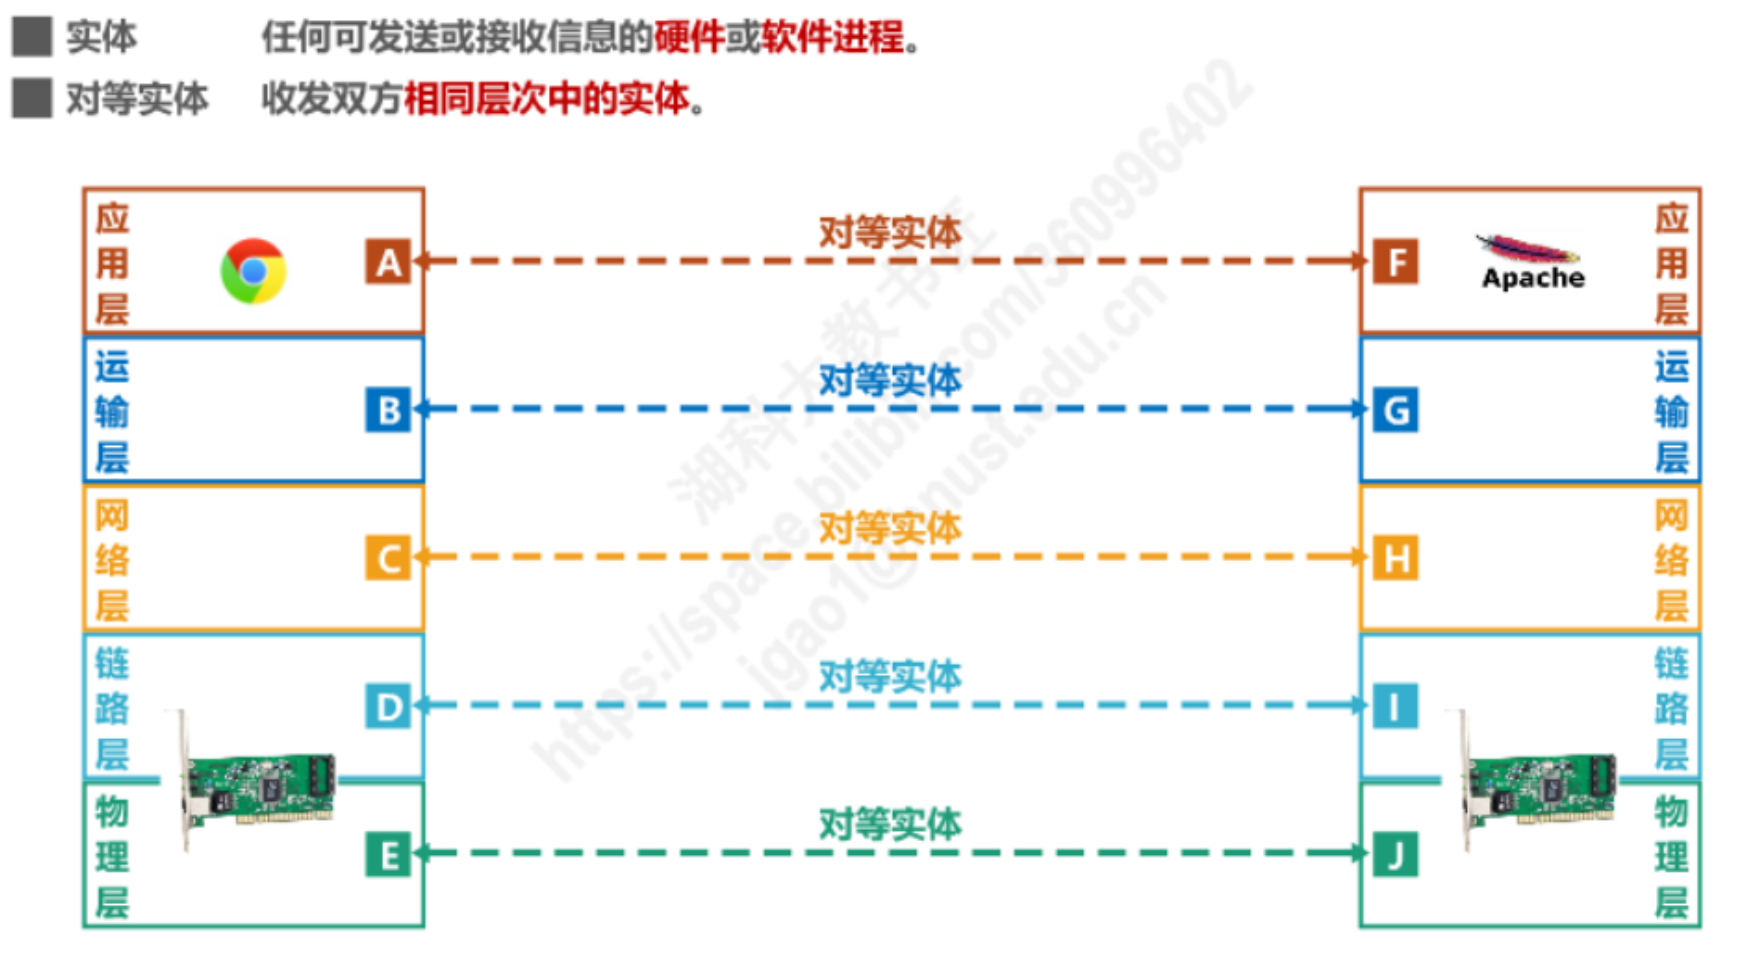 实体 任何可发送或接收信息的硬件或软件进程。
对等实体 收发双方相同层次中的实体。
应用层 A 对等实体 F Apache 应用层
运输层 B 对等实体 G 运输层
网络层 C 对等实体 H 网络层
链路层 D 对等实体 I 链路层
物理层 E 对等实体 J 物理层
湖科大教书匠
https://space.bilibili.com/360996402
jgao1@hnust.edu.cn